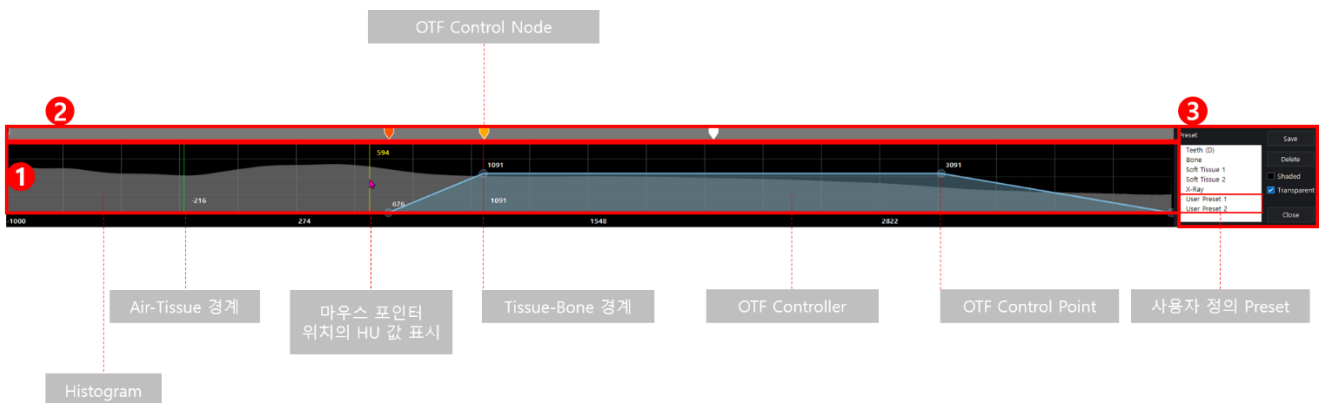 OTF Control Node
2
3
Preset
Save
Teeth (D)
Bone
Soft Tissue 1
Soft Tissue 2
X-Ray
User Preset 1
User Preset 2
Delete
Shaded
Transparent
Close
1
594
1091
3091
-216
676
1091
-1000
274
1548
2822
Air-Tissue 경계
마우스 포인터
위치의 HU 값 표시
Tissue-Bone 경계
OTF Controller
OTF Control Point
사용자 정의 Preset
Histogram